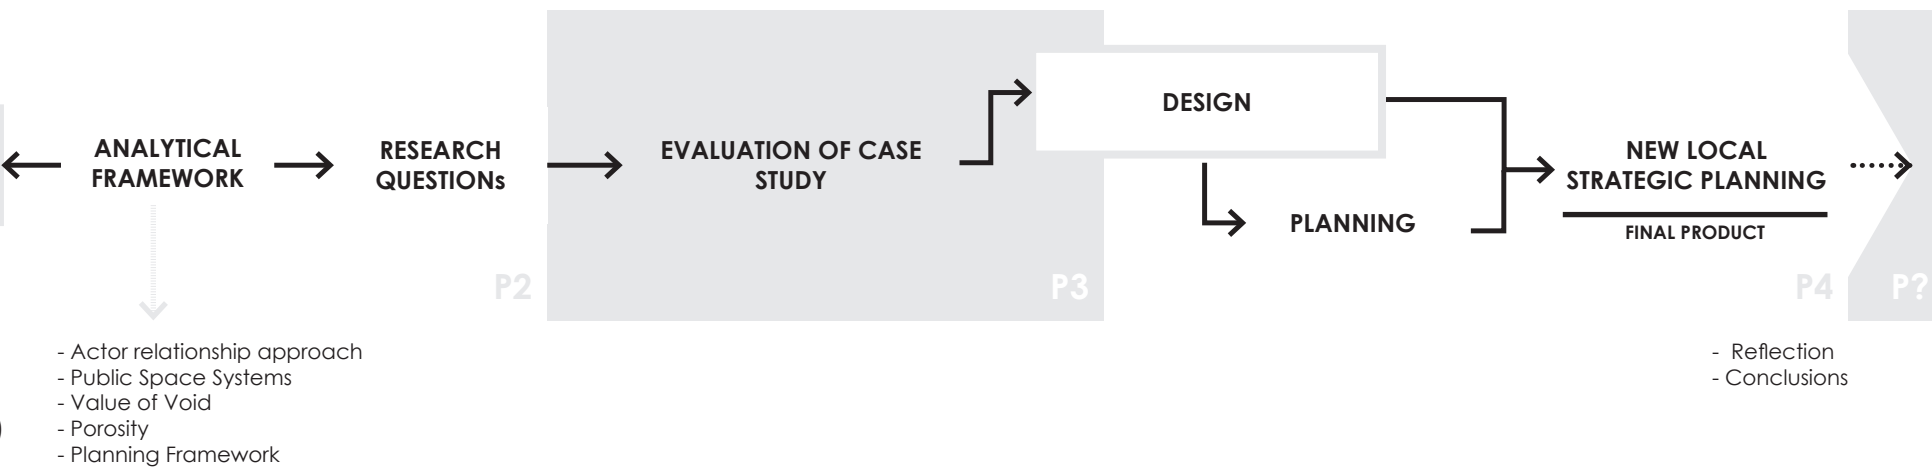 ANALYTICAL
FRAMEWORK
RESEARCH
QUESTIONs
EVALUATION OF CASE
STUDY
DESIGN
PLANNING
NEW LOCAL
STRATEGIC PLANNING
FINAL PRODUCT
P2
P3
P4
P?
- Actor relationship approach
- Public Space Systems
- Value of Void
- Porosity
- Planning Framework
- Reflection
- Conclusions
)